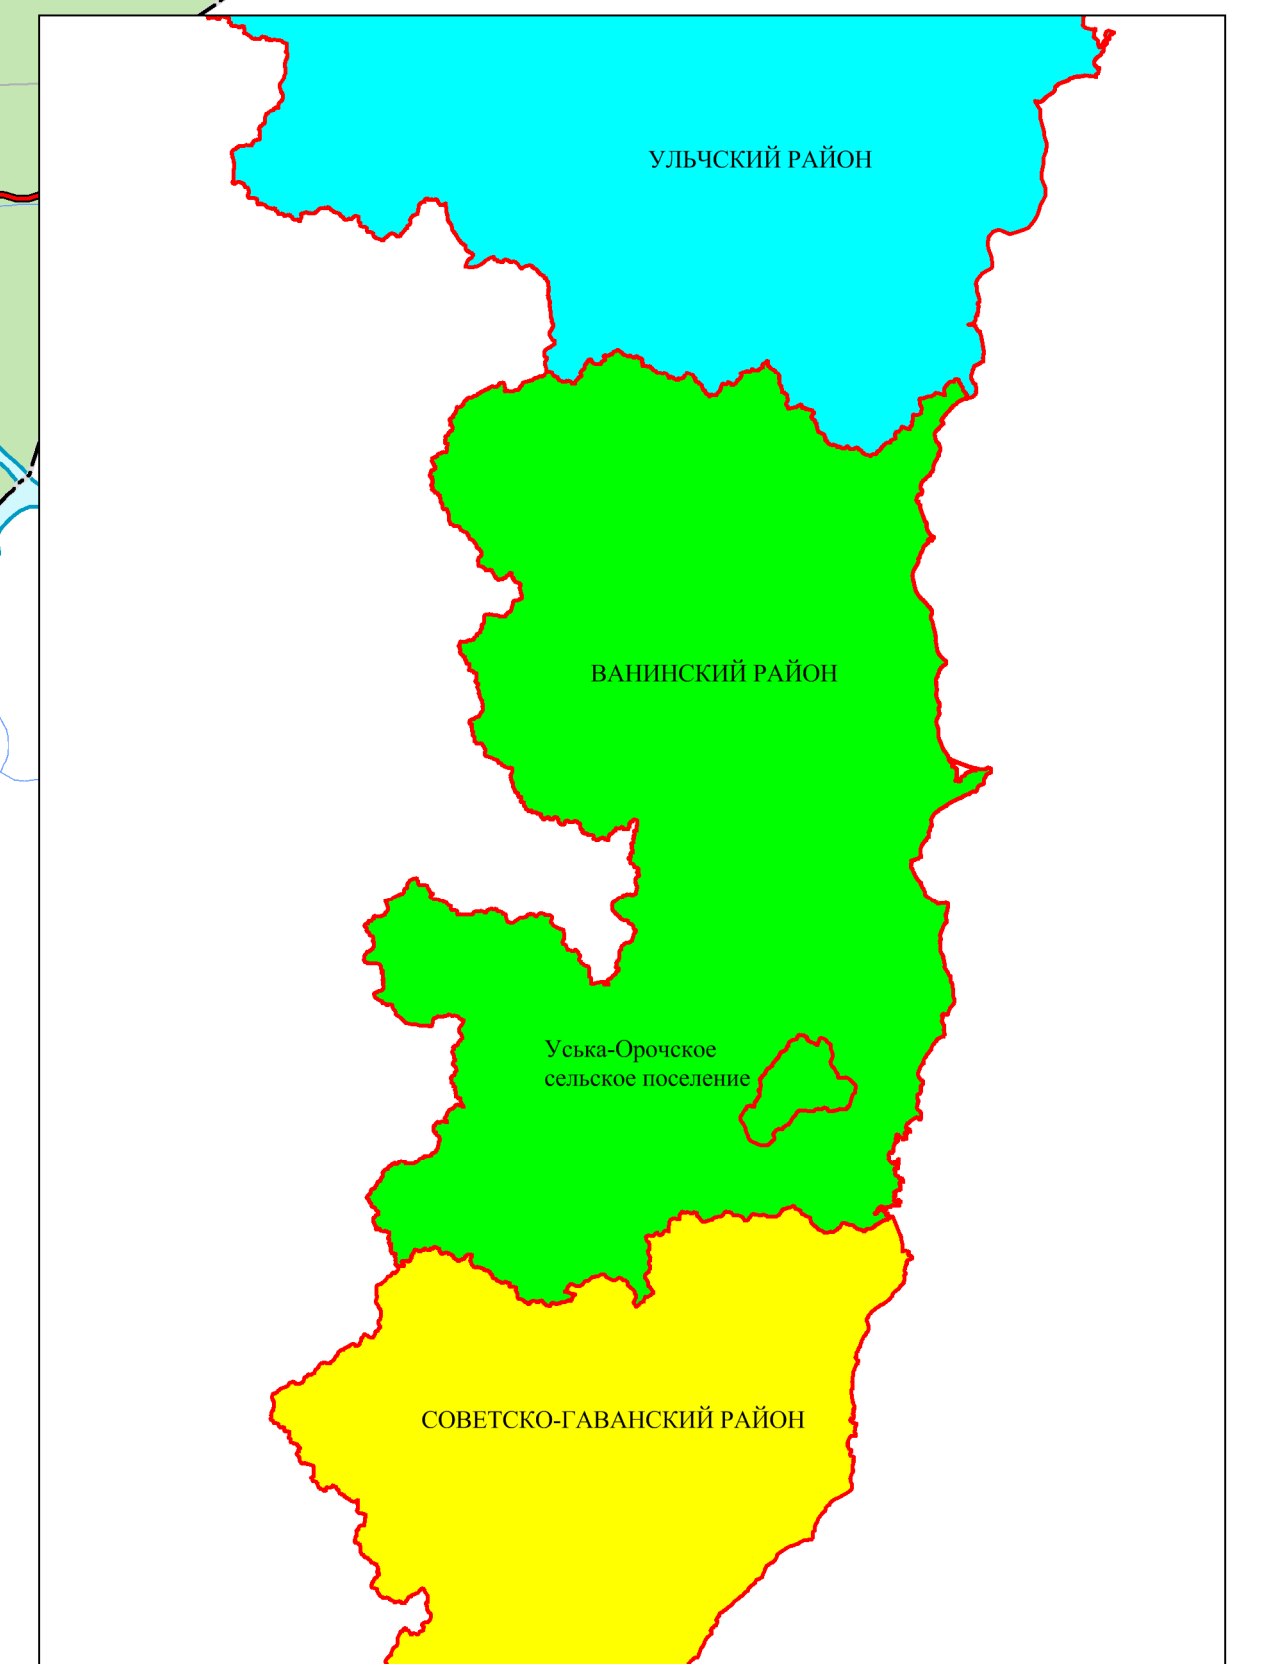 УЛЬЧСКИЙ РАЙОН
ВАНИНСКИЙ РАЙОН
Уська-Орочское
сельское поселение
СОВЕТСКО-ГАВАНСКИЙ РАЙОН